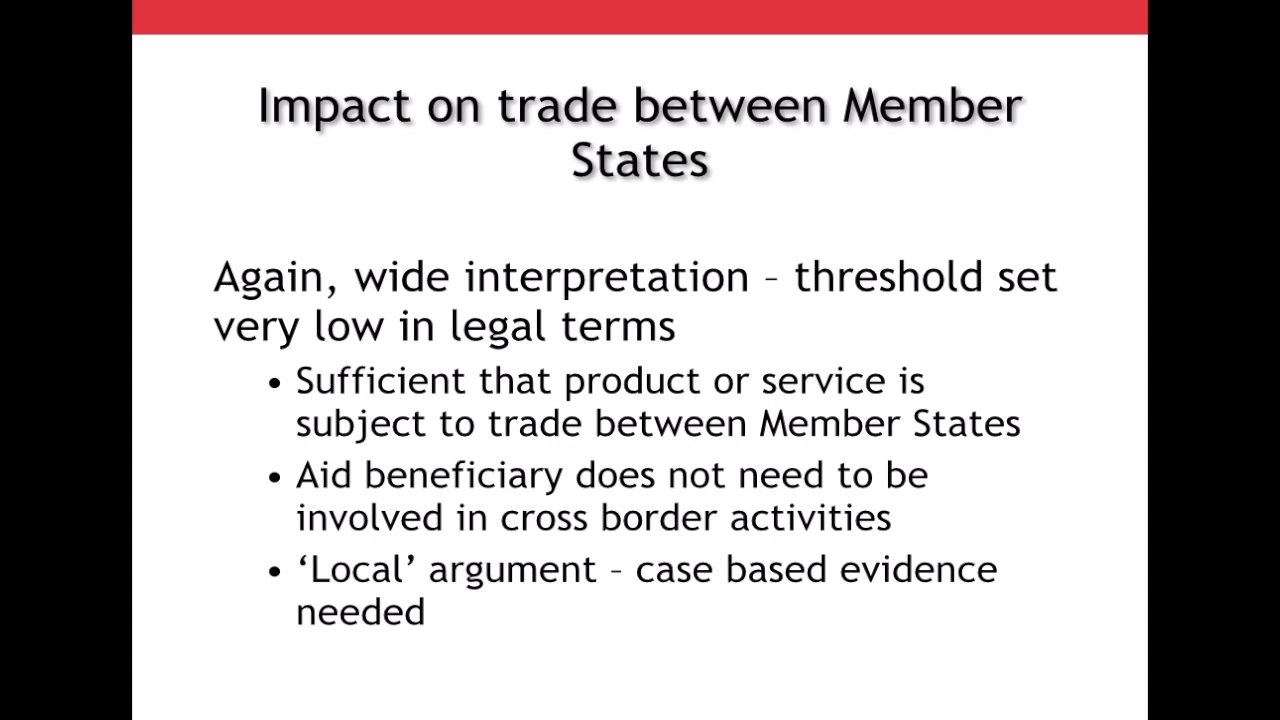 Impact on trade between Member
States
Again, wide interpretation – threshold set
very low in legal terms
• Sufficient that product or service is
subject to trade between Member States
• Aid beneficiary does not need to be
involved in cross border activities
• ‘Local’ argument – case based evidence
needed